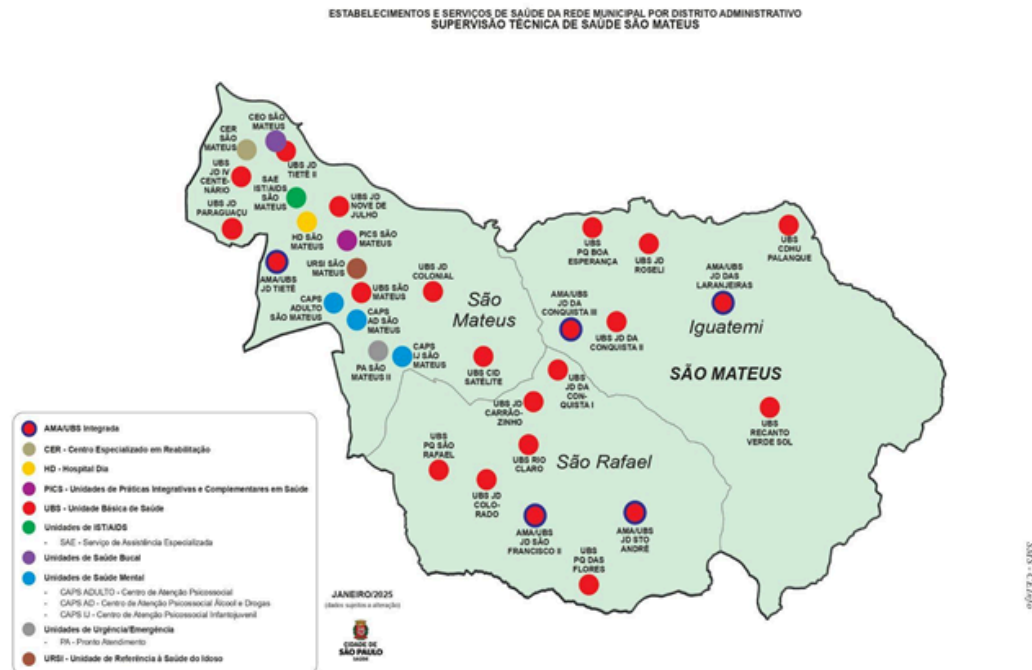 ESTABELECIMENTOS E SERVIÇOS DE SAÚDE DA REDE MUNICIPAL POR DISTRITO ADMINISTRATIVO
SUPERVISÃO TÉCNICA DE SAÚDE SÃO MATEUS
CEO SÃO
MATEUS
CER
SÃO
MATEUS
UBS
JD IV
CENTE-
NÁRIO
UBS JD
TIETÊ II
SAE
IST/AIDS
SÃO
MATEUS
UBS JD
PARAGUAÇU
UBS JD
NOVE DE
JULHO
HD SÃO
MATEUS
PICS SÃO
MATEUS
AMA/UBS
JD TIETÊ
URSI SÃO
MATEUS
UBS SÃO
MATEUS
UBS JD
COLONIAL
CAPS
ADULTO
SÃO MATEUS
CAPS
AD SÃO
MATEUS
CAPS
IJ SÃO
MATEUS
PA SÃO
MATEUS II
São
Mateus
UBS CID
SATÉLITE
UBS
PQ BOA
ESPERANÇA
UBS JD
ROSELI
UBS
CDHU
PALANQUE
AMA/UBS
JD DAS
LARANJEIRAS
AMA/UBS
JD DA
CONQUISTA III
UBS JD DA
CONQUISTA II
Iguatemi
SÃO MATEUS
UBS
JD DA
CON-
QUISTA I
UBS JD
CARRÃO-
ZINHO
UBS
RECANTO
VERDE SOL
UBS
PQ SÃO
RAFAEL
UBS RIO
CLARO
São Rafael
UBS JD
COLO-
RADO
AMA/UBS
JD SÃO
FRANCISCO II
AMA/UBS
JD STO
ANDRÉ
UBS
PQ DAS
FLORES
AMA/UBS Integrada
CER - Centro Especializado em Reabilitação
HD - Hospital Dia
PICS - Unidades de Práticas Integrativas e Complementares em Saúde
UBS - Unidade Básica de Saúde
Unidades de IST/AIDS
- SAE - Serviço de Assistência Especializada
Unidades de Saúde Bucal
Unidades de Saúde Mental
- CAPS ADULTO - Centro de Atenção Psicossocial
- CAPS AD - Centro de Atenção Psicossocial Álcool e Drogas
- CAPS IJ - Centro de Atenção Psicossocial Infantojuvenil
Unidades de Urgência/Emergência
- PA - Pronto Atendimento
URSI - Unidade de Referência à Saúde do Idoso
JANEIRO/2025
(dados sujeitos a alteração)
CIDADE DE
SÃO PAULO
SAÚDE